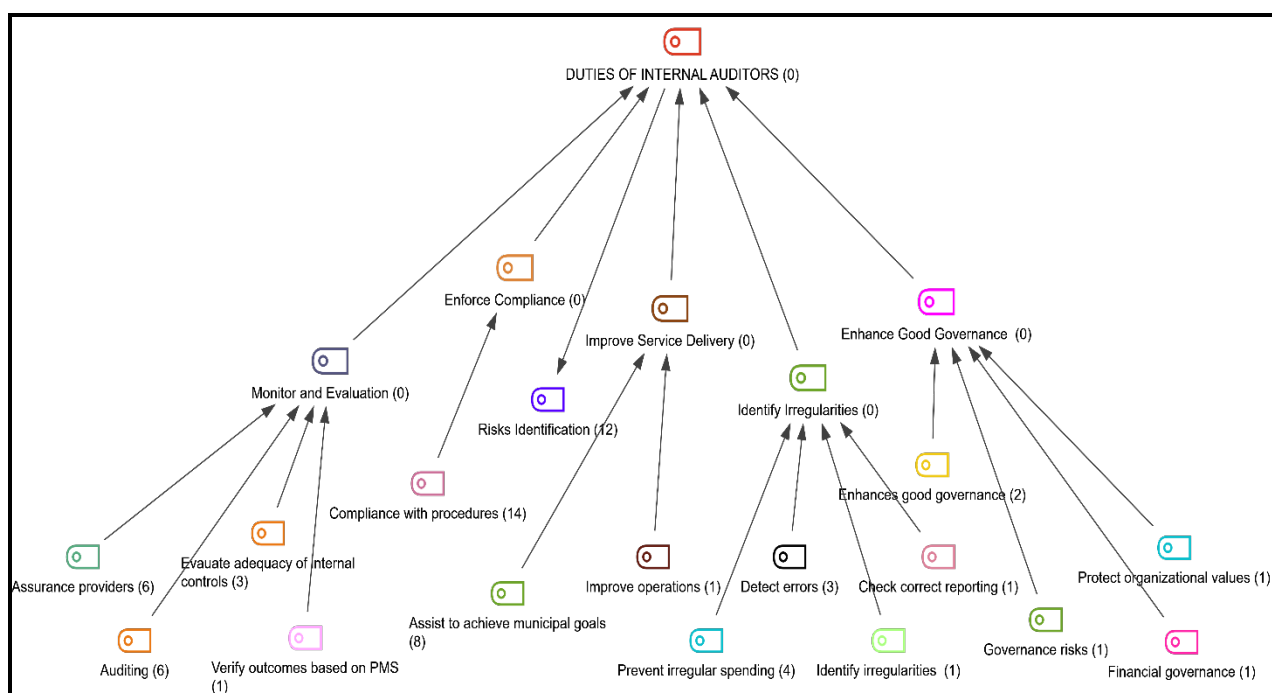 DUTIES OF INTERNAL AUDITORS (0)
Enforce Compliance (0)
Improve Service Delivery (0)
Enhance Good Governance (0)
Monitor and Evaluation (0)
Risks Identification (12)
Identify Irregularities (0)
Compliance with procedures (14)
Enhances good governance (2)
Assurance providers (6)
Evauate adequacy of internal
controls (3)
Assist to achieve municipal goals
(8)
Improve operations (1)
Detect errors (3)
Check correct reporting (1)
Protect organizational values (1)
Auditing (6)
Verify outcomes based on PMS
(1)
Prevent irregular spending (4)
Identify irregularities (1)
Governance risks (1)
Financial governance (1)